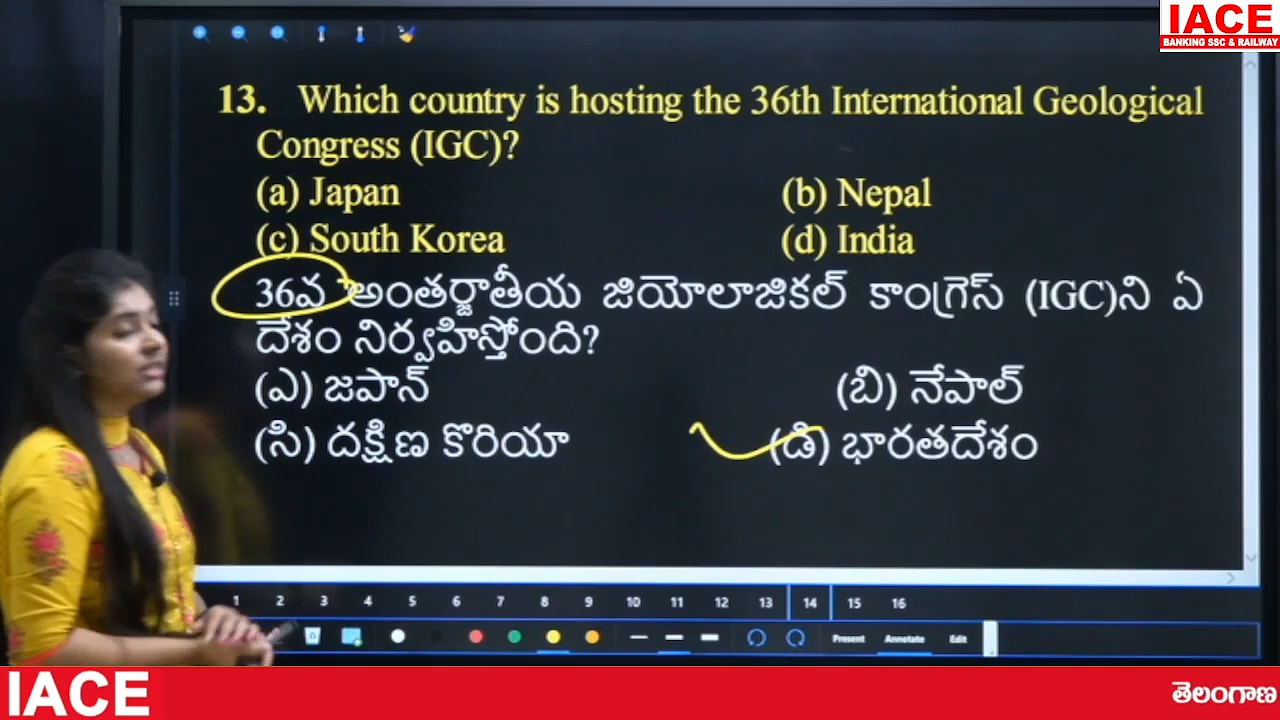 IACE
BANKING SSC & RAILWAY
13. Which country is hosting the 36th International Geological
Congress (IGC)?
(a) Japan (b) Nepal
(c) South Korea (d) India
36వ అంతర్జాతీయ జియోలాజికల్ కాంగ్రెస్ (IGC)ని ఏ
దేశం నిర్వహిస్తోంది?
(ఎ) జపాన్ (బి) నేపాల్
(సి) దక్షిణ కొరియా (డి) భారతదేశం
1 2 3 4 5 6 7 8 9 10 11 12 13 14 15 16
Present Annotate Edit
IACE తెలంగాణ